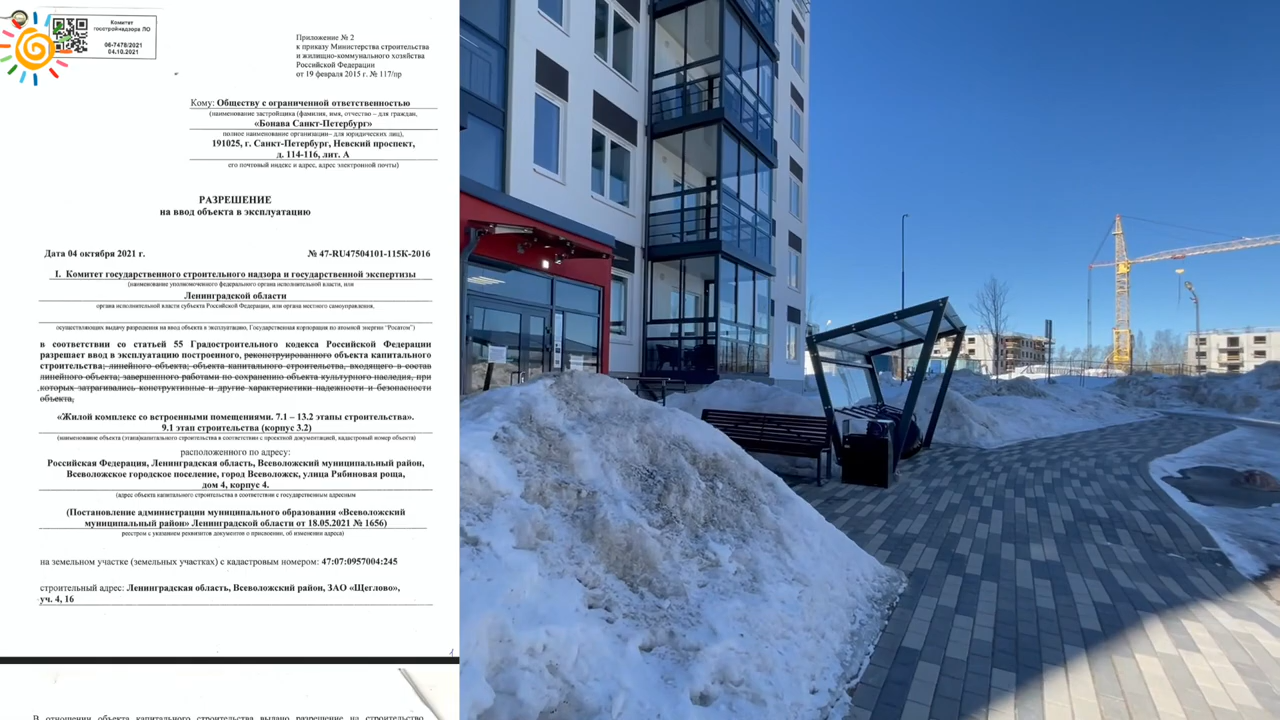 Комитет
госстройнадзора ЛО
06-7478/2021
04.10.2021
Приложение № 2
к приказу Министерства строительства
и жилищно-коммунального хозяйства
Российской Федерации
от 19 февраля 2015 г. № 117/пр
Кому: Обществу с ограниченной ответственностью
(наименование застройщика (фамилия, имя, отчество – для граждан,
«Бонава Санкт-Петербург»
полное наименование организации– для юридических лиц),
191025, г. Санкт-Петербург, Невский проспект,
д. 114-116, лит. А
его почтовый индекс и адрес, адрес электронной почты)
РАЗРЕШЕНИЕ
на ввод объекта в эксплуатацию
Дата 04 октября 2021 г. № 47-RU47504101-115К-2016
I. Комитет государственного строительного надзора и государственной экспертизы
(наименование уполномоченного федерального органа исполнительной власти, или
Ленинградской области
органа исполнительной власти субъекта Российской Федерации, или органа местного самоуправления,
осуществляющих выдачу разрешения на ввод объекта в эксплуатацию, Государственная корпорация по атомной энергии "Росатом")
в соответствии со статьей 55 Градостроительного кодекса Российской Федерации
разрешает ввод в эксплуатацию построенного, реконструированного объекта капитального
строительства; линейного объекта; объекта капитального строительства, входящего в состав
линейного объекта; завершенного работами по сохранению объекта культурного наследия, при
которых затрагивались конструктивные и другие характеристики надежности и безопасности
объекта,
«Жилой комплекс со встроенными помещениями. 7.1 – 13.2 этапы строительства».
9.1 этап строительства (корпус 3.2)
(наименование объекта (этапа)капитального строительства в соответствии с проектной документацией, кадастровый номер объекта)
расположенного по адресу:
Российская Федерация, Ленинградская область, Всеволожский муниципальный район,
Всеволожское городское поселение, город Всеволожск, улица Рябиновая роща,
дом 4, корпус 4.
(адрес объекта капитального строительства в соответствии с государственным адресным
(Постановление администрации муниципального образования «Всеволожский
муниципальный район» Ленинградской области от 18.05.2021 № 1656)
реестром с указанием реквизитов документов о присвоении, об изменении адреса)
на земельном участке (земельных участках) с кадастровым номером: 47:07:0957004:245
строительный адрес: Ленинградская область, Всеволожский район, ЗАО «Щеглово»,
уч. 4, 16
1
В отношении объекта капитального строительства выдано разрешение на строительство